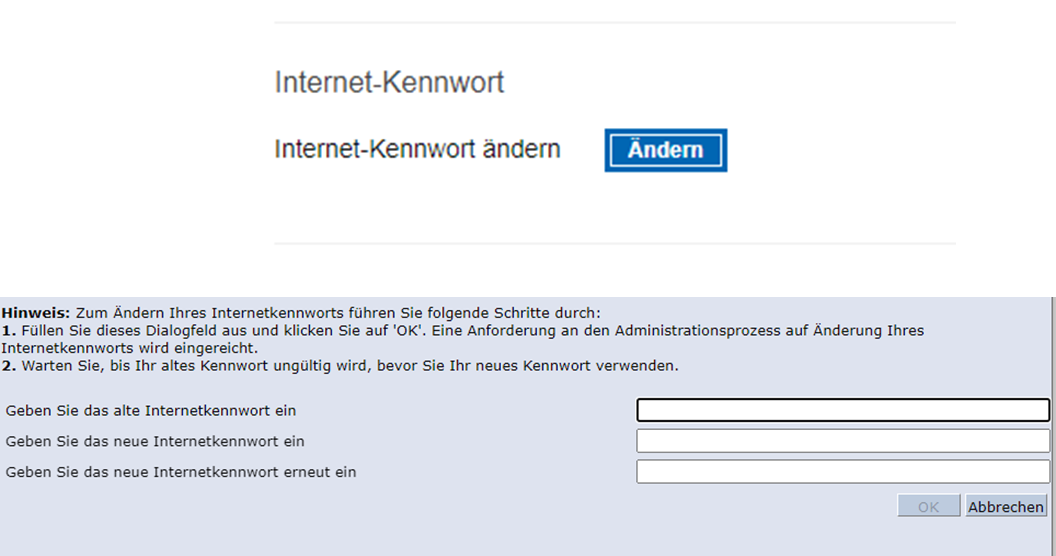 Internet-Kennwort
Internet-Kennwort ändern Ändern
Hinweis: Zum Ändern Ihres Internetkennworts führen Sie folgende Schritte durch:
1. Füllen Sie dieses Dialogfeld aus und klicken Sie auf 'OK'. Eine Anforderung an den Administrationsprozess auf Änderung Ihres
Internetkennworts wird eingereicht.
2. Warten Sie, bis Ihr altes Kennwort ungültig wird, bevor Sie Ihr neues Kennwort verwenden.
Geben Sie das alte Internetkennwort ein
Geben Sie das neue Internetkennwort ein
Geben Sie das neue Internetkennwort erneut ein
OK Abbrechen